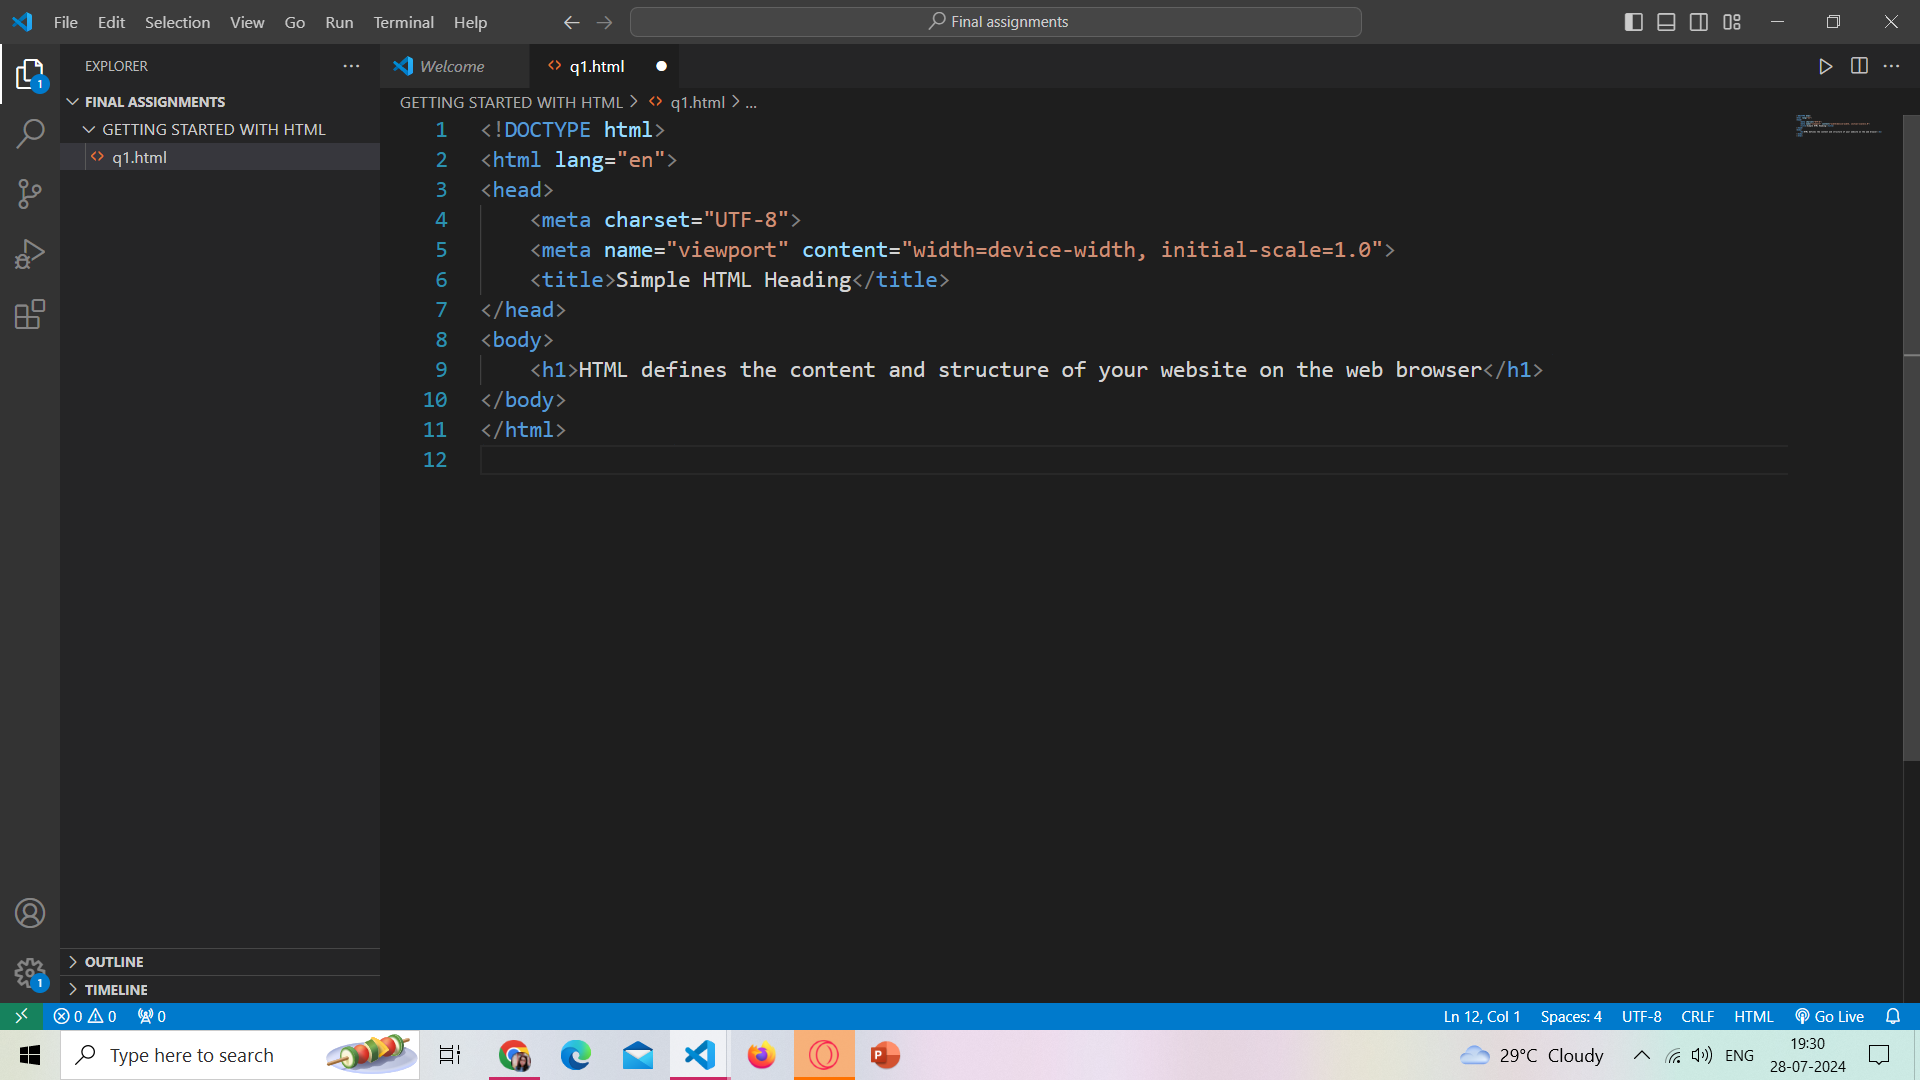 File Edit Selection View Go Run Terminal Help
Final assignments
EXPLORER
FINAL ASSIGNMENTS
GETTING STARTED WITH HTML
q1.html
Welcome
q1.html
GETTING STARTED WITH HTML > q1.html > ...
1 <!DOCTYPE html>
2 <html lang="en">
3 <head>
4 <meta charset="UTF-8">
5 <meta name="viewport" content="width=device-width, initial-scale=1.0">
6 <title>Simple HTML Heading</title>
7 </head>
8 <body>
9 <h1>HTML defines the content and structure of your website on the web browser</h1>
10 </body>
11 </html>
12
1
OUTLINE
1
TIMELINE
0 0 0
Ln 12, Col 1 Spaces: 4 UTF-8 CRLF HTML Go Live
Type here to search
29°C Cloudy
ENG
19:30
28-07-2024